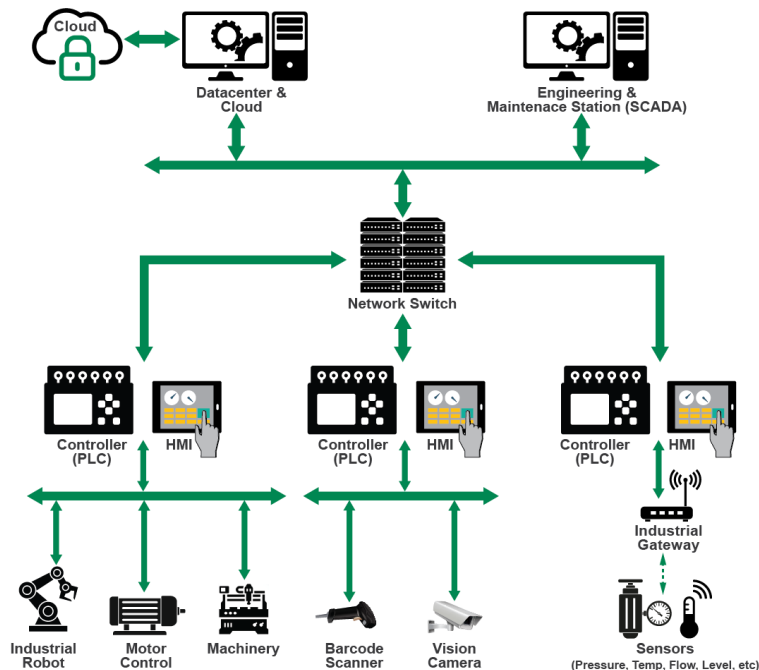 Cloud
Datacenter &
Cloud
Engineering &
Maintenace Station (SCADA)
Network Switch
Controller
(PLC)
HMI
Controller
(PLC)
HMI
Controller
(PLC)
HMI
Industrial
Gateway
Industrial
Robot
Motor
Control
Machinery
Barcode
Scanner
Vision
Camera
Sensors
(Pressure, Temp, Flow, Level, etc)